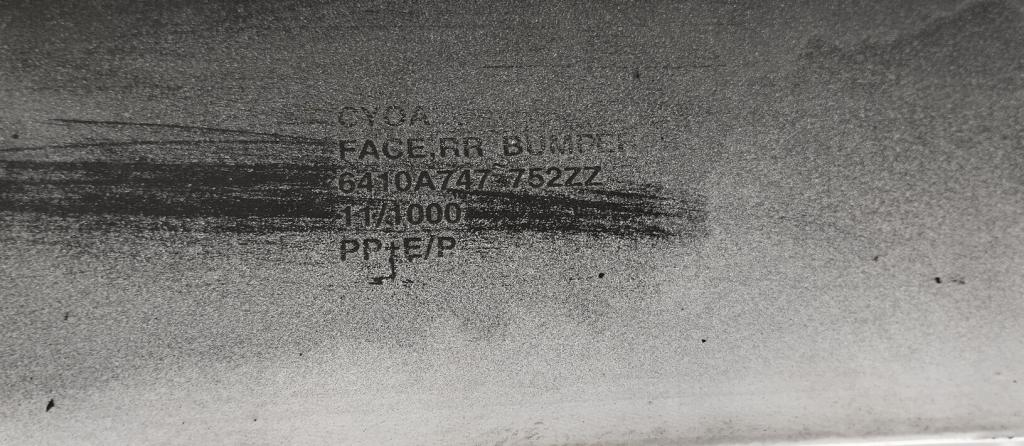 CYOA
FACE,RR BUMPER
6410A747~752ZZ
11/1000
PP+E/P